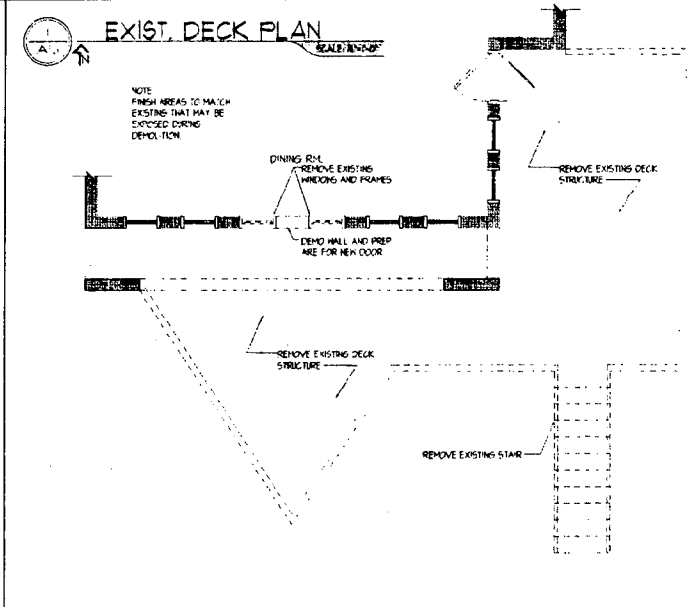 1
EXIST. DECK PLAN
N
NOTE
FINISH AREAS TO MATCH
EXISTING THAT MAY BE
EXPOSED DURING
DEMOLITION
DINING RM.
REMOVE EXISTING
WINDOWS AND FRAMES
DEMO WALL AND PREP
ARE FOR NEW DOOR
REMOVE EXISTING DECK
STRUCTURE
REMOVE EXISTING DECK
STRUCTURE
REMOVE EXISTING STAIR